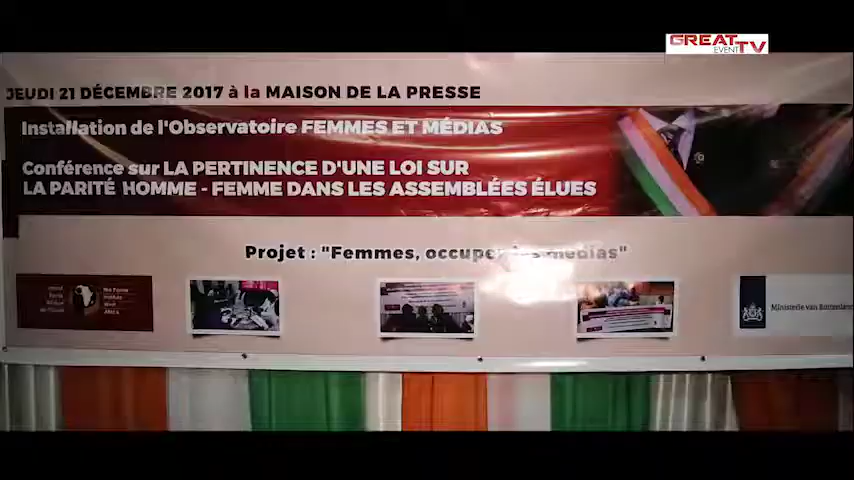 GREAT TV
EVENT
JEUDI 21 DÉCEMBRE 2017 à la MAISON DE LA PRESSE
Installation de l'Observatoire FEMMES ET MÉDIAS
Conférence sur LA PERTINENCE D'UNE LOI SUR
LA PARITÉ HOMME - FEMME DANS LES ASSEMBLÉES ÉLUES
Projet : "Femmes, occupez les médias"
Ministerie van